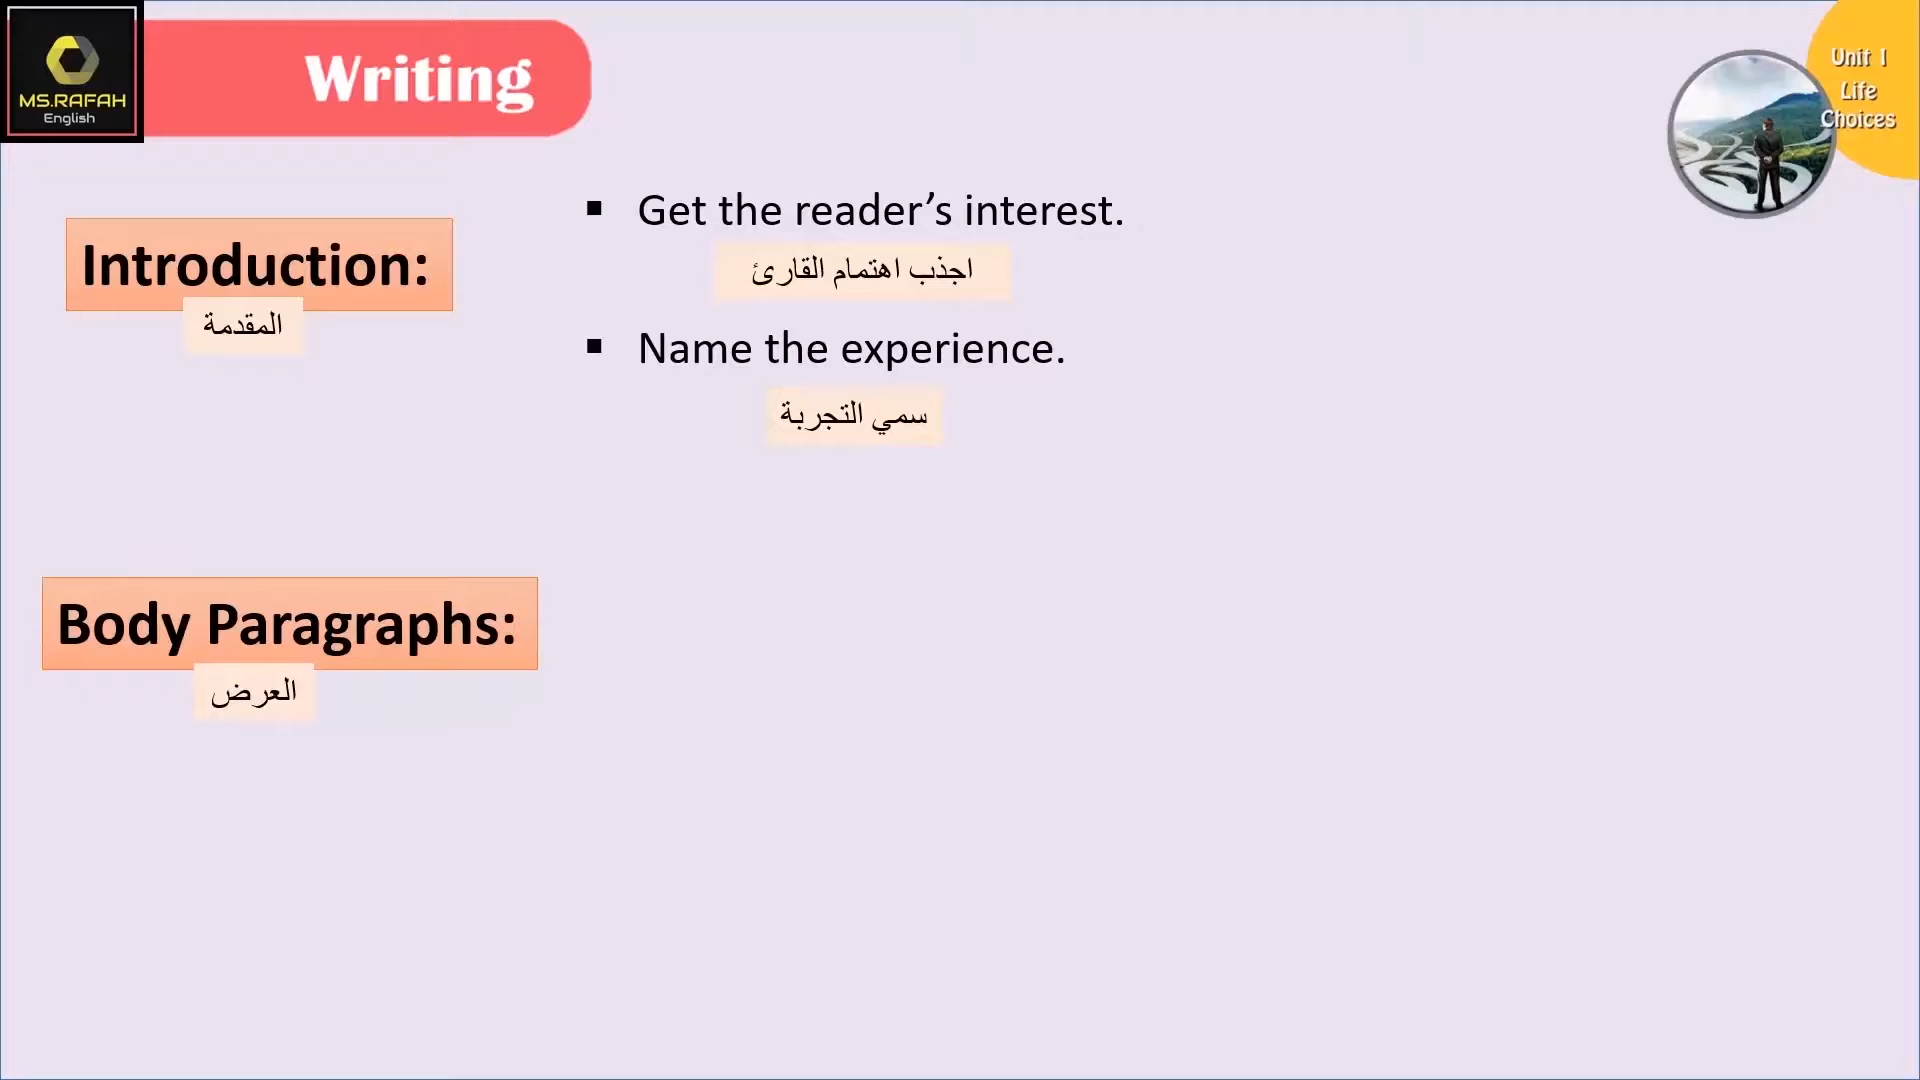 MS.RAFAH
English
Writing
Unit 1
Life
Choices
Introduction:
المقدمة
▪ Get the reader’s interest.
اجذب اهتمام القارئ
▪ Name the experience.
سمي التجربة
Body Paragraphs:
العرض